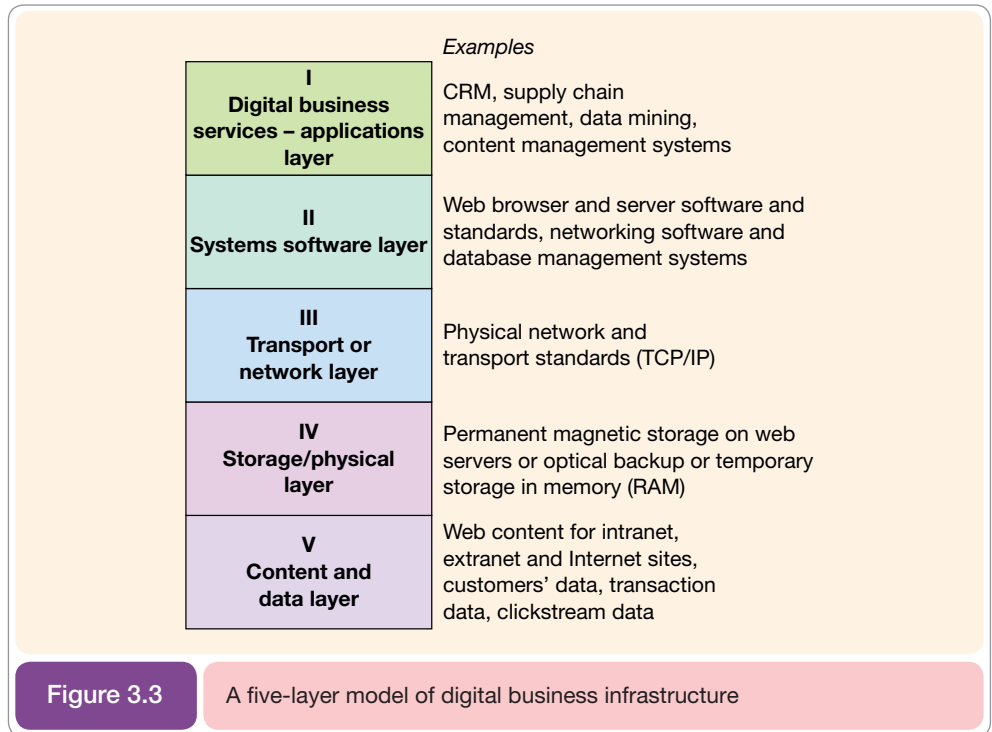 Examples
I
Digital business
services – applications
layer
CRM, supply chain
management, data mining,
content management systems
II
Systems software layer
Web browser and server software and
standards, networking software and
database management systems
III
Transport or
network layer
Physical network and
transport standards (TCP/IP)
IV
Storage/physical
layer
Permanent magnetic storage on web
servers or optical backup or temporary
storage in memory (RAM)
V
Content and
data layer
Web content for intranet,
extranet and Internet sites,
customers’ data, transaction
data, clickstream data
Figure 3.3
A five-layer model of digital business infrastructure